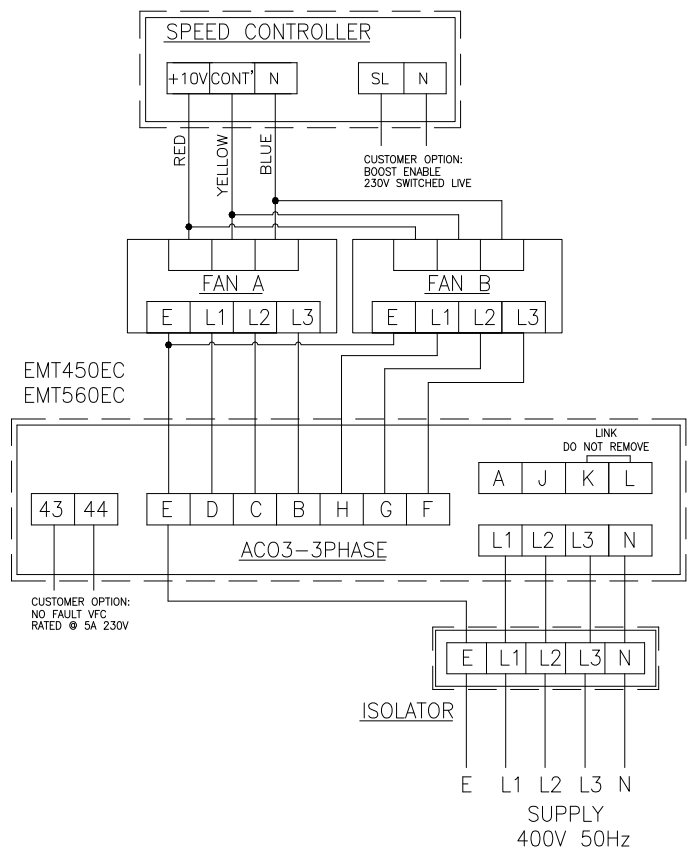 SPEED CONTROLLER
+10V CONT' N
SL N
RED
YELLOW
BLUE
CUSTOMER OPTION:
BOOST ENABLE
230V SWITCHED LIVE
FAN A
E L1 L2 L3
FAN B
E L1 L2 L3
EMT450EC
EMT560EC
LINK
DO NOT REMOVE
A J K L
43 44
E D C B H G F
L1 L2 L3 N
AC03-3PHASE
CUSTOMER OPTION:
NO FAULT VFC
RATED @ 5A 230V
E L1 L2 L3 N
ISOLATOR
E L1 L2 L3 N
SUPPLY
400V 50Hz